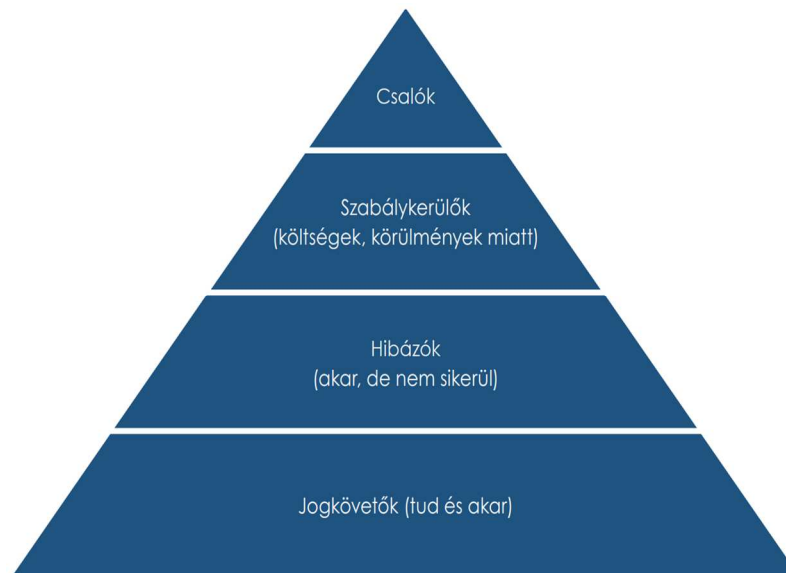 Csalók
Szabálykerülők
(költségek, körülmények miatt)
Hibázók
(akar, de nem sikerül)
Jogkövetők (tud és akar)